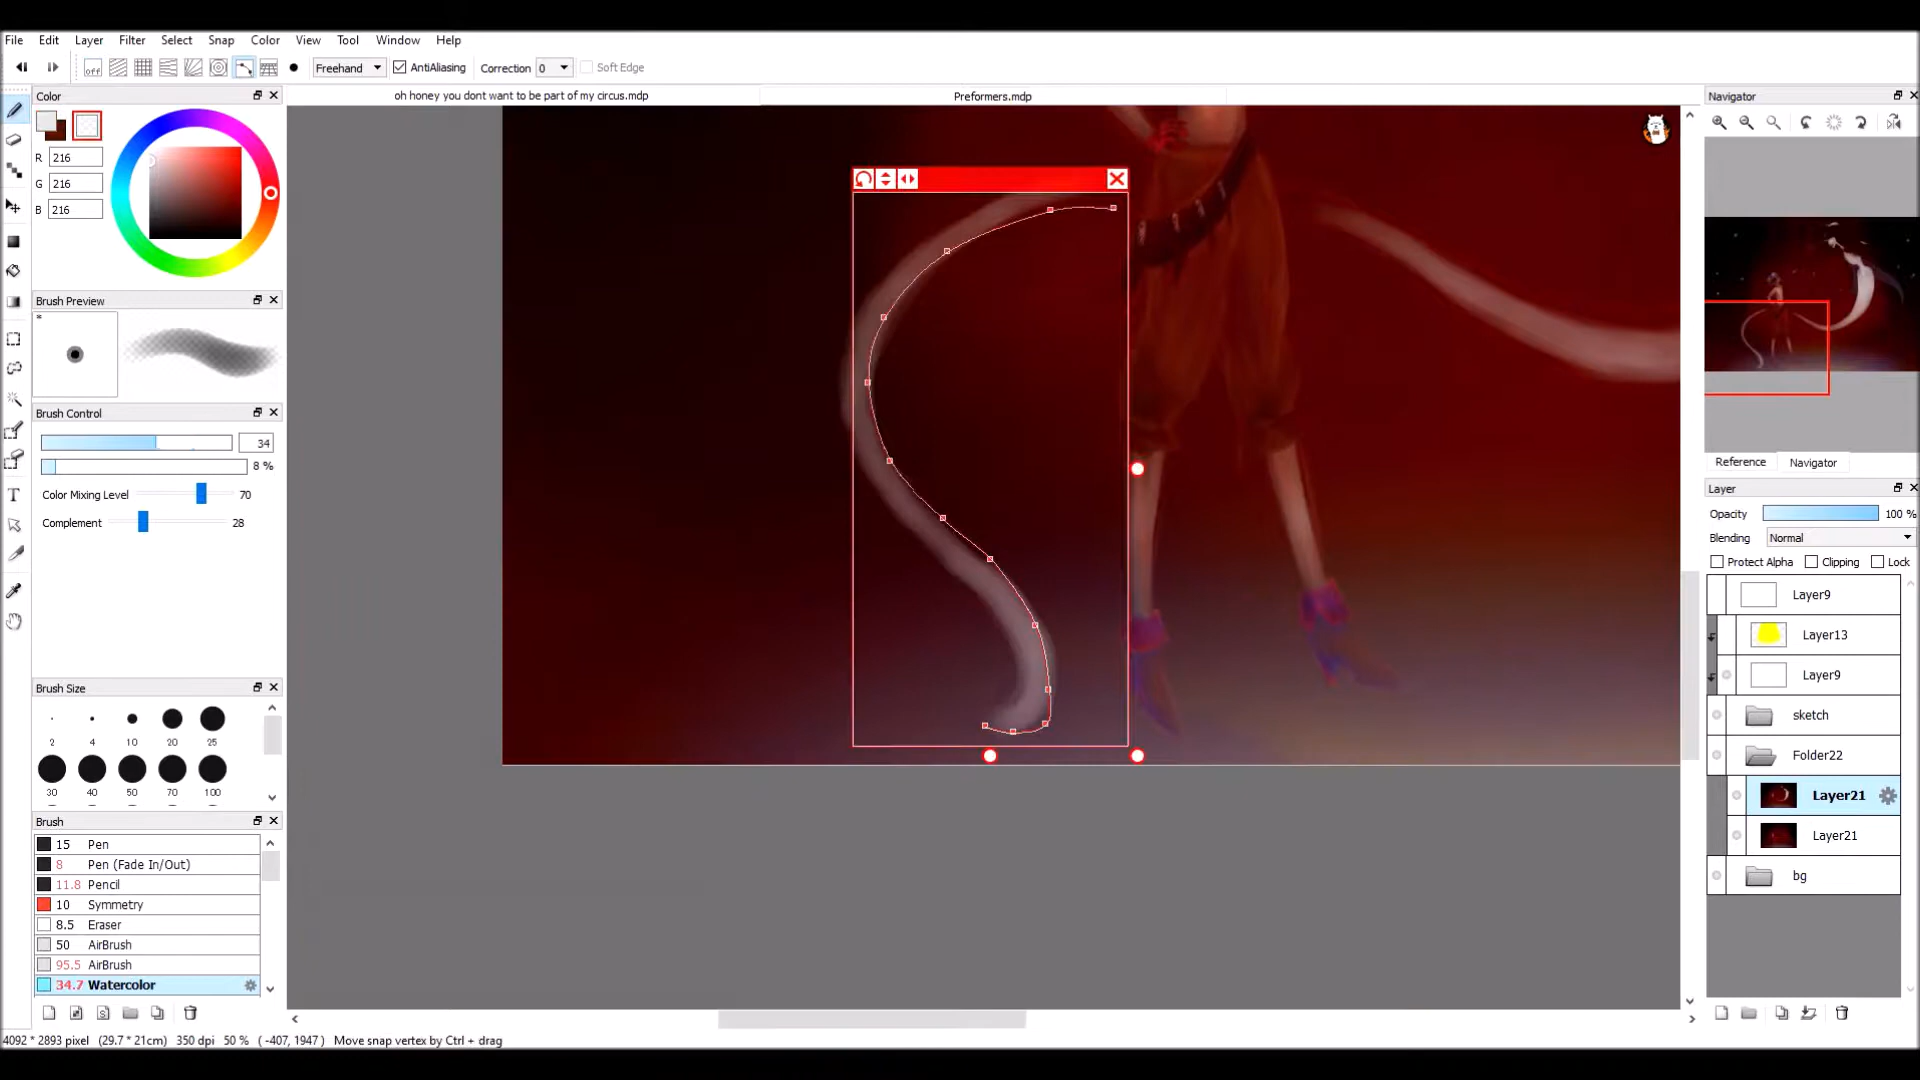 File Edit Layer Filter Select Snap Color View Tool Window Help
off Freehand AntiAliasing Correction 0 Soft Edge
Color
oh honey you dont want to be part of my circus.mdp
Preformers.mdp
Navigator
R 216
G 216
B 216
Brush Preview
*
Brush Control
34
8 %
Color Mixing Level 70
Complement 28
Reference Navigator
Layer
Opacity 100 %
Blending Normal
Protect Alpha Clipping Lock
Layer9
Layer13
Layer9
sketch
Folder22
Layer21
Layer21
bg
Brush Size
2 4 10 20 25
30 40 50 70 100
Brush
15 Pen
8 Pen (Fade In/Out)
11.8 Pencil
10 Symmetry
8.5 Eraser
50 AirBrush
95.5 AirBrush
34.7 Watercolor
4092 * 2893 pixel (29.7 * 21cm) 350 dpi 50 % ( -407, 1947 ) Move snap vertex by Ctrl + drag